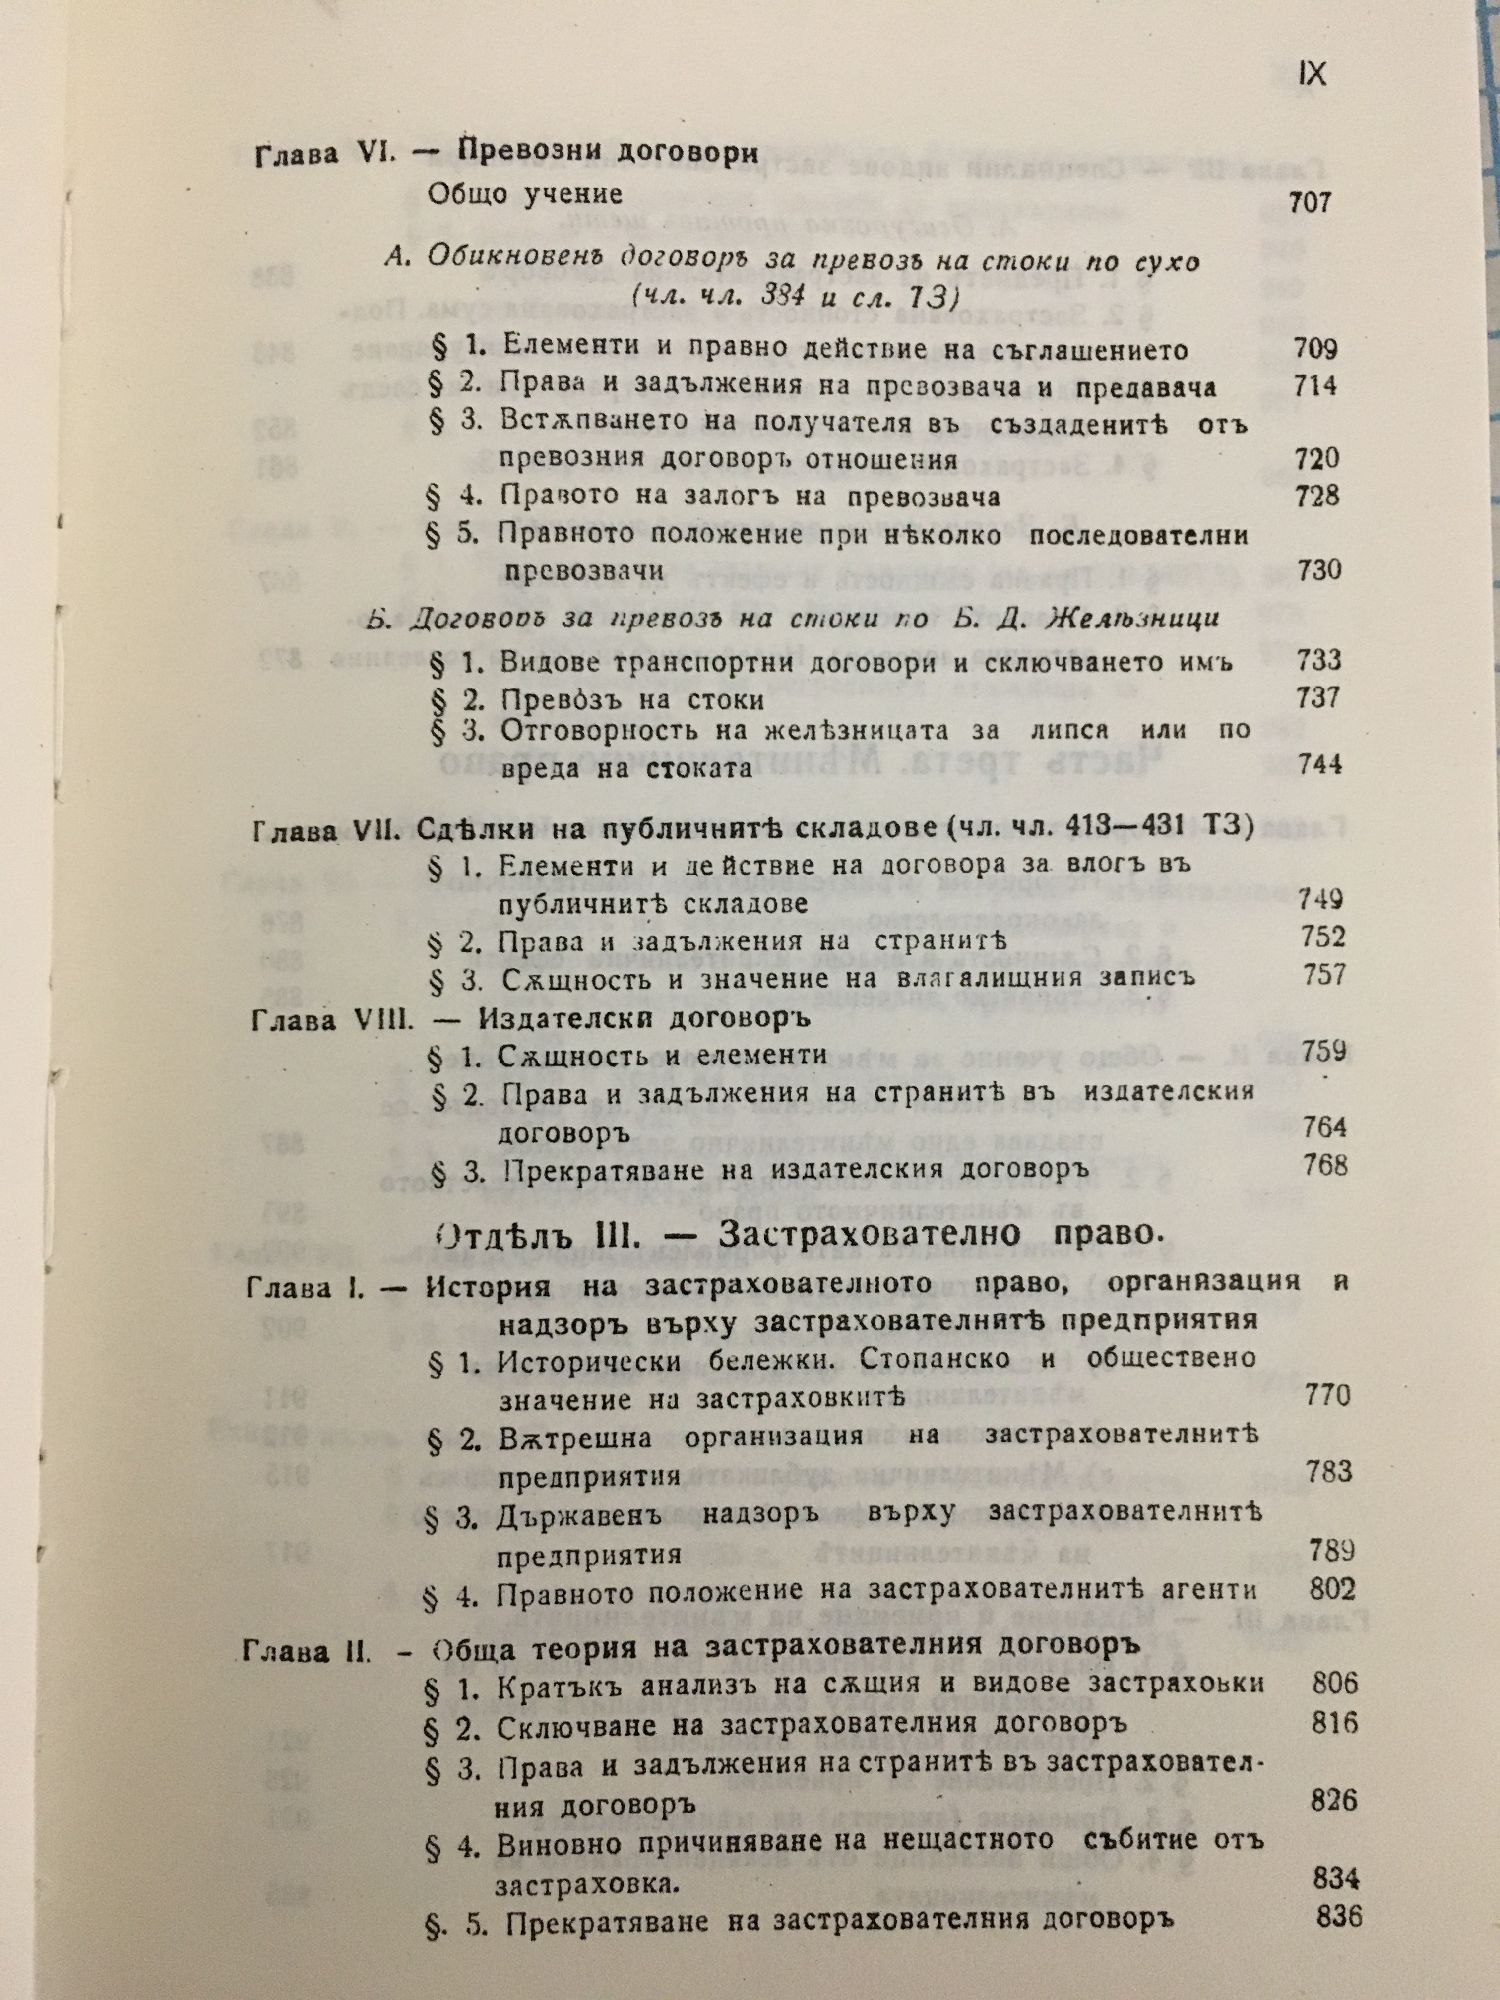 IX
Глава VI. — Превозни договори
Общо учение 707
А. Обикновенъ договоръ за превозъ на стоки по сухо
(чл. чл. 384 и сл. ТЗ)
§ 1. Елементи и правно действие на съглашението 709
§ 2. Права и задължения на превозвача и предавача 714
§ 3. Встѫпването на получателя въ създаденитѣ отъ
превозния договоръ отношения 720
§ 4. Правото на залогъ на превозвача 728
§ 5. Правното положение при нѣколко последователни
превозвачи 730
Б. Договоръ за превозъ на стоки по Б. Д. Желѣзници
§ 1. Видове транспортни договори и сключването имъ 733
§ 2. Превозъ на стоки 737
§ 3. Отговорность на желѣзницата за липса или по
вреда на стоката 744
Глава VII. Сдѣлки на публичнитѣ складове (чл. чл. 413—431 ТЗ)
§ 1. Елементи и действие на договора за влогъ въ
публичнитѣ складове 749
§ 2. Права и задължения на странитѣ 752
§ 3. Сѫщность и значение на влагалищния записъ 757
Глава VIII. — Издателски договоръ
§ 1. Сѫщность и елементи 759
§ 2. Права и задължения на странитѣ въ издателския
договоръ 764
§ 3. Прекратяване на издателския договоръ 768
Отдѣлъ III. — Застрахователно право.
Глава I. — История на застрахователното право, организация и
надзоръ върху застрахователнитѣ предприятия
§ 1. Исторически бележки. Стопанско и обществено
значение на застраховкитѣ 770
§ 2. Вѫтрешна организация на застрахователнитѣ
предприятия 783
§ 3. Държавенъ надзоръ върху застрахователнитѣ
предприятия 789
§ 4. Правното положение на застрахователнитѣ агенти 802
Глава II. - Обща теория на застрахователния договоръ
§ 1. Кратъкъ анализъ на сѫщия и видове застраховки 806
§ 2. Сключване на застрахователния договоръ 816
§ 3. Права и задължения на странитѣ въ застраховател-
ния договоръ 826
§ 4. Виновно причиняване на нещастното събитие отъ
застраховка. 834
§. 5. Прекратяване на застрахователния договоръ 836